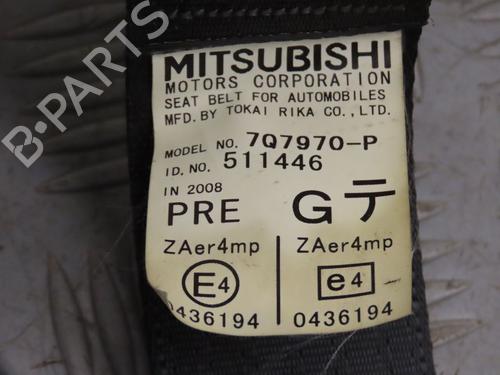 MITSUBISHI
MOTORS CORPORATION
SEAT BELT FOR AUTOMOBILES
MFD. BY TOKAI RIKA CO., LTD.
MODEL NO. 7Q7970-P
ID. NO. 511446
IN 2008
PRE Gテ
ZAer4mp ZAer4mp
E4 e4
0436194 0436194
B-PARTS